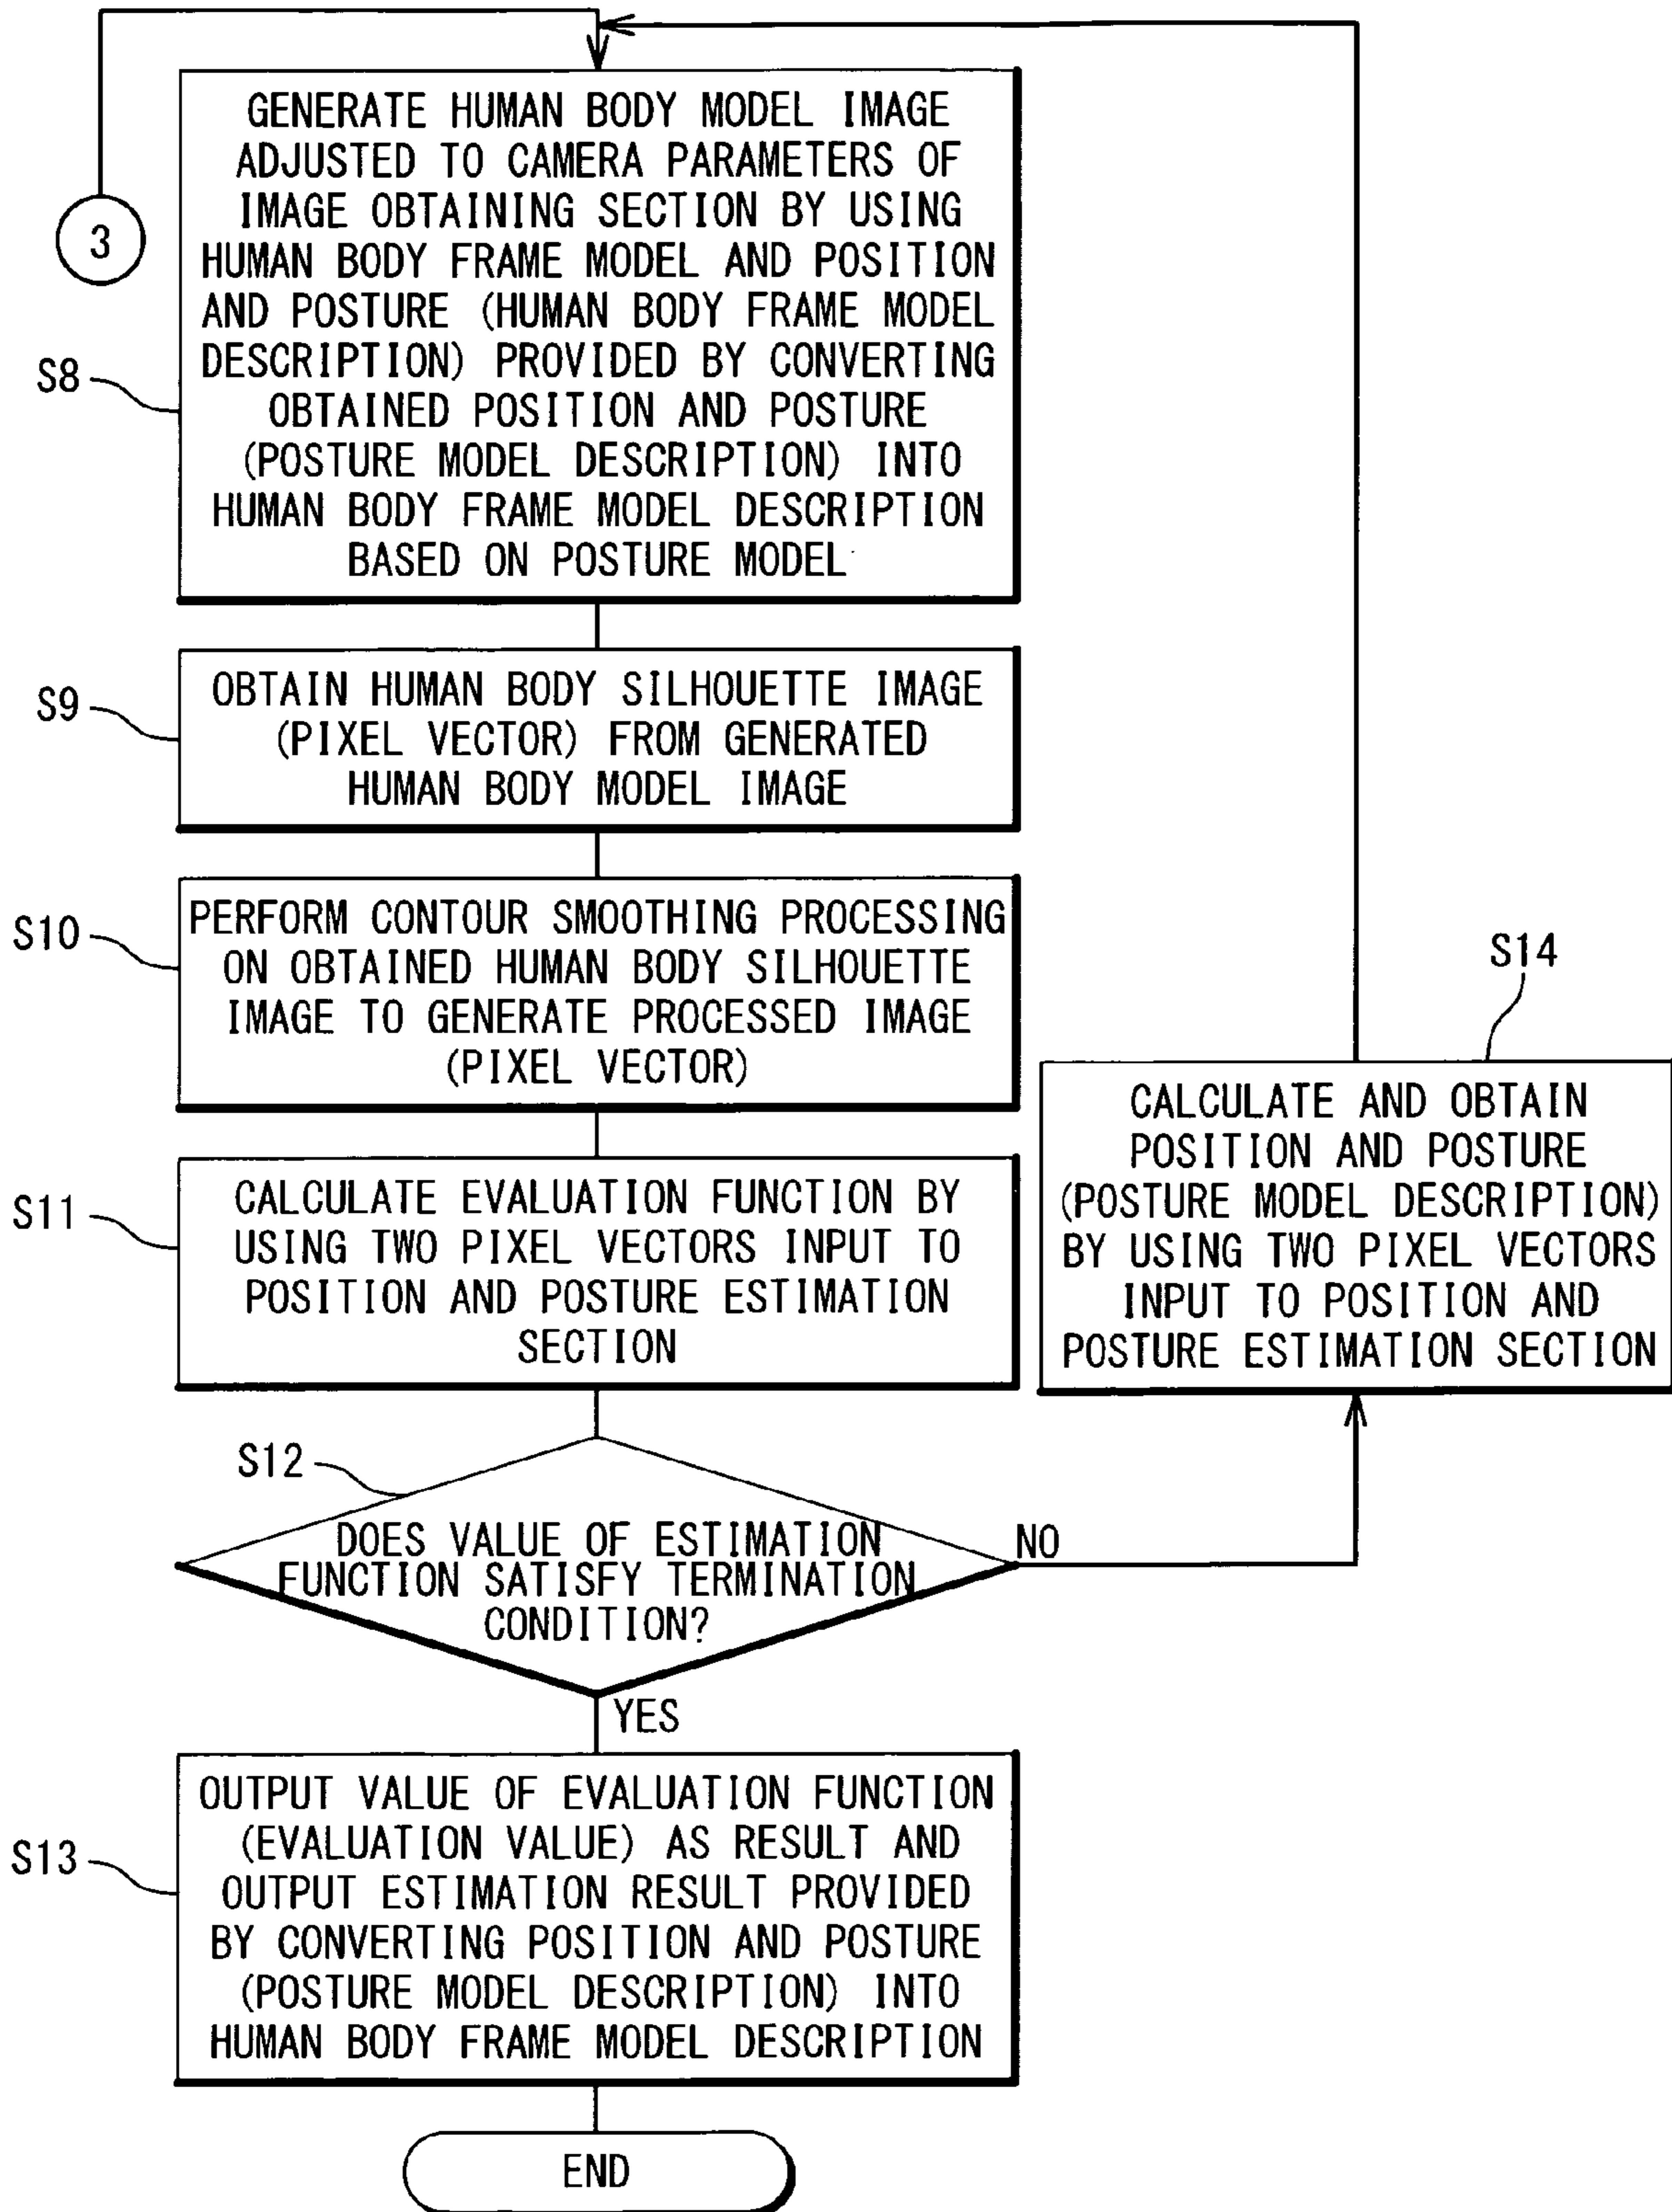 3
S8
GENERATE HUMAN BODY MODEL IMAGE
ADJUSTED TO CAMERA PARAMETERS OF
IMAGE OBTAINING SECTION BY USING
HUMAN BODY FRAME MODEL AND POSITION
AND POSTURE (HUMAN BODY FRAME MODEL
DESCRIPTION) PROVIDED BY CONVERTING
OBTAINED POSITION AND POSTURE
(POSTURE MODEL DESCRIPTION) INTO
HUMAN BODY FRAME MODEL DESCRIPTION
BASED ON POSTURE MODEL
S9
OBTAIN HUMAN BODY SILHOUETTE IMAGE
(PIXEL VECTOR) FROM GENERATED
HUMAN BODY MODEL IMAGE
S10
PERFORM CONTOUR SMOOTHING PROCESSING
ON OBTAINED HUMAN BODY SILHOUETTE
IMAGE TO GENERATE PROCESSED IMAGE
(PIXEL VECTOR)
S11
CALCULATE EVALUATION FUNCTION BY
USING TWO PIXEL VECTORS INPUT TO
POSITION AND POSTURE ESTIMATION
SECTION
S12
DOES VALUE OF ESTIMATION
FUNCTION SATISFY TERMINATION
CONDITION?
NO
YES
S14
CALCULATE AND OBTAIN
POSITION AND POSTURE
(POSTURE MODEL DESCRIPTION)
BY USING TWO PIXEL VECTORS
INPUT TO POSITION AND
POSTURE ESTIMATION SECTION
S13
OUTPUT VALUE OF EVALUATION FUNCTION
(EVALUATION VALUE) AS RESULT AND
OUTPUT ESTIMATION RESULT PROVIDED
BY CONVERTING POSITION AND POSTURE
(POSTURE MODEL DESCRIPTION) INTO
HUMAN BODY FRAME MODEL DESCRIPTION
END